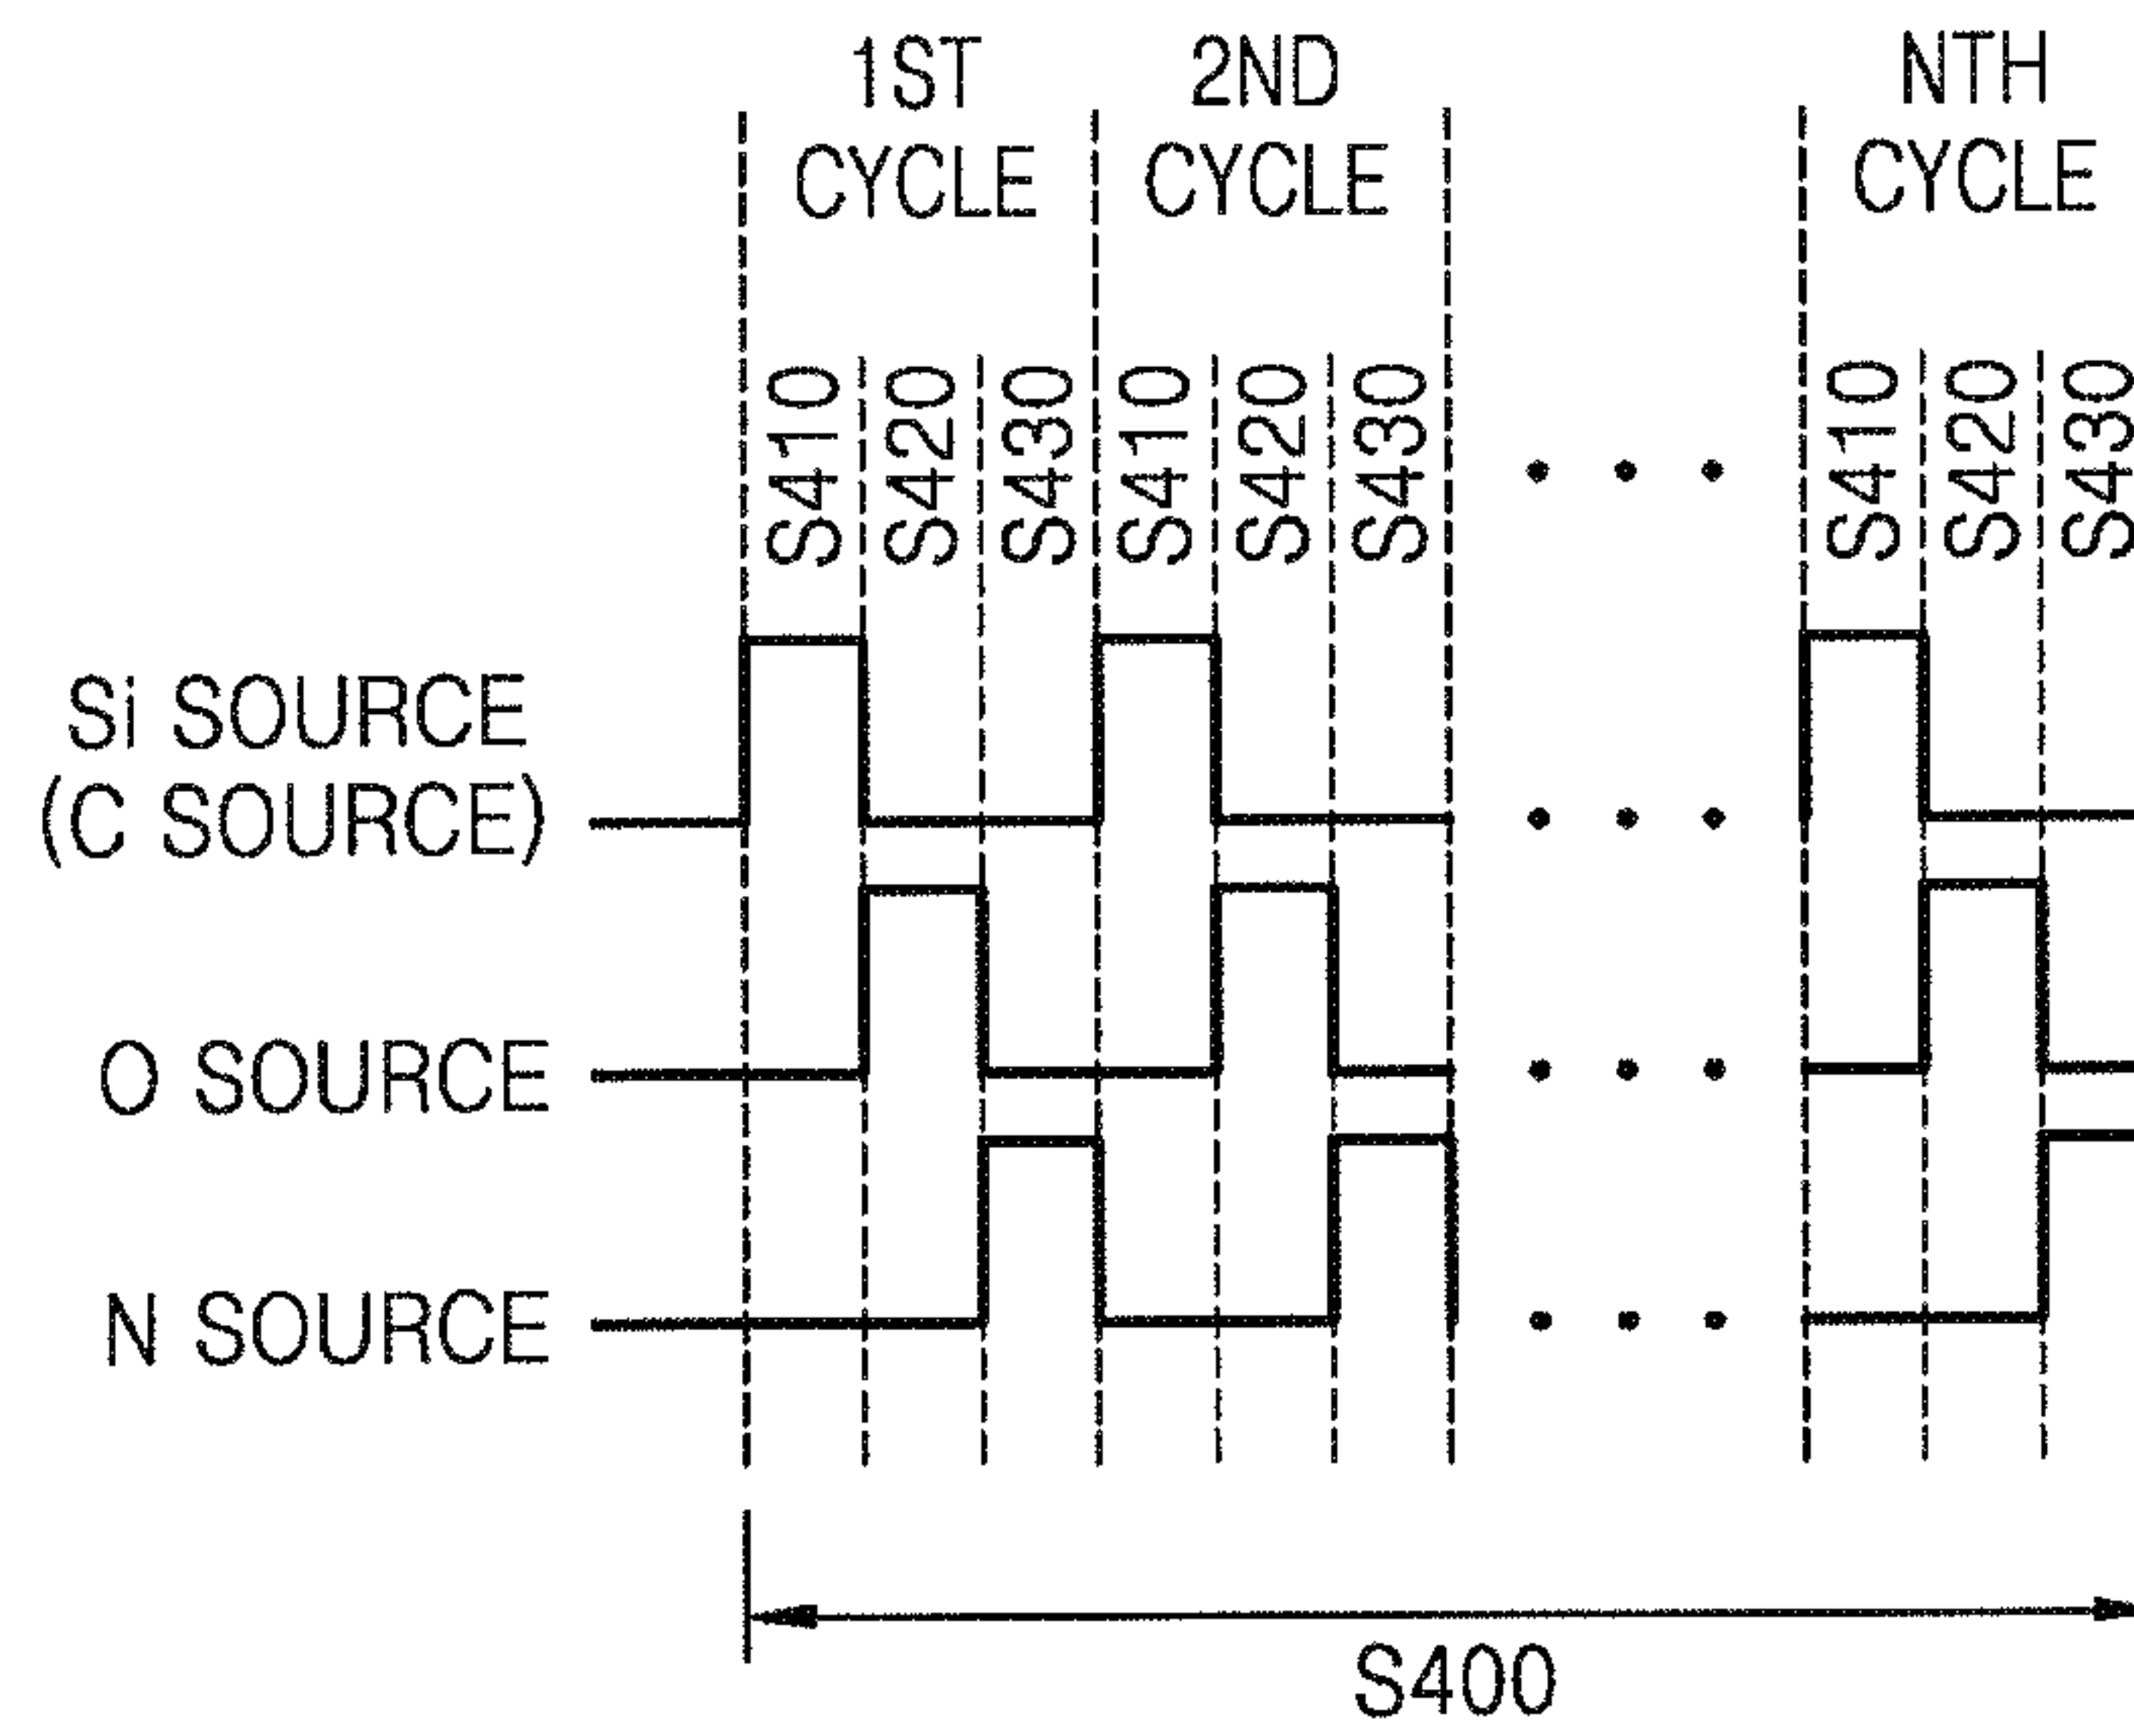 1ST
CYCLE
2ND
CYCLE
NTH
CYCLE
S410
S420
S430
S410
S420
S430
S410
S420
S430
Si SOURCE
(C SOURCE)
O SOURCE
N SOURCE
S400